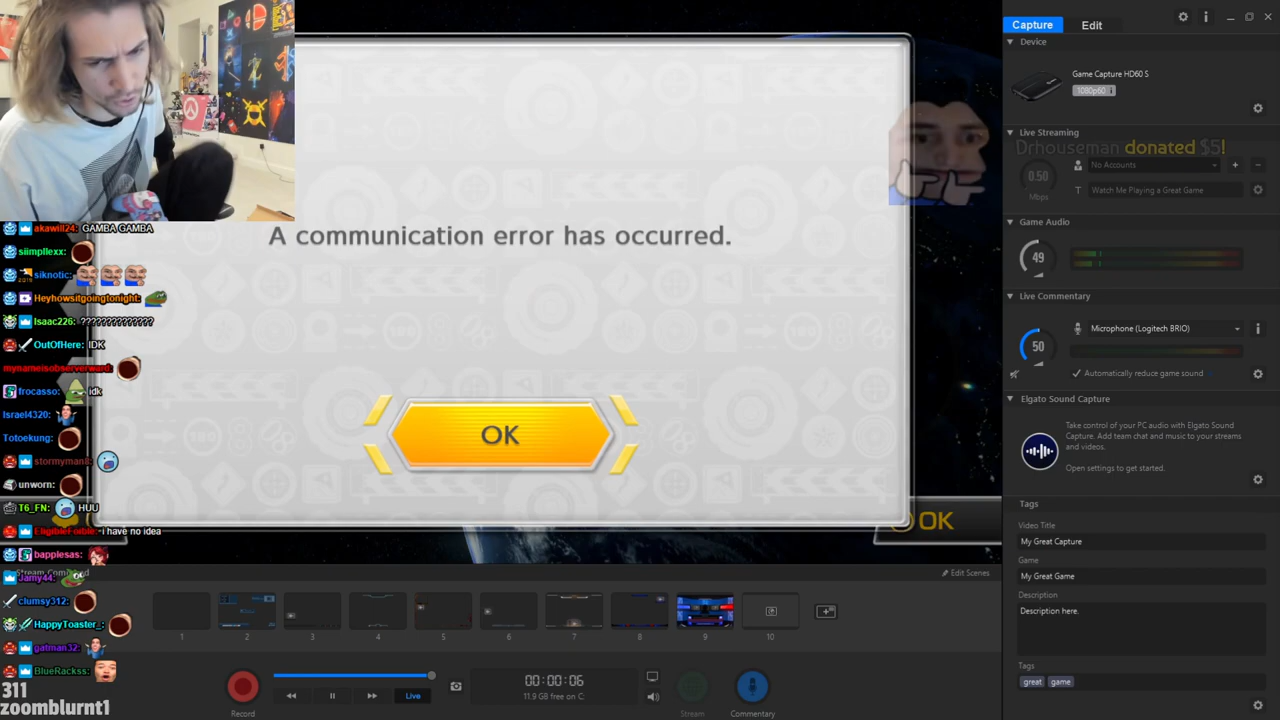 Capture
Edit
Device
Game Capture HD60 S
1080p60
Live Streaming
Drhouseman donated $5!
0.50
Mbps
No Accounts
Watch Me Playing a Great Game
Game Audio
49
Live Commentary
50
Microphone (Logitech BRIO)
Automatically reduce game sound
Elgato Sound Capture
Take control of your PC audio with Elgato Sound
Capture. Add team chat and music to your streams
and videos.
Open settings to get started.
Tags
Video Title
My Great Capture
Game
My Great Game
Description
Description here.
Tags
great game
A communication error has occurred.
OK
OK
akawill24: GAMBA GAMBA
siimpllexx:
siknotic:
Heyhowsitgoingtonight:
Isaac226: ??????????????
OutOfHere: IDK
mynameisobserverward:
frocasso: idk
Israel4320:
Totoekung:
stormyman8:
unworn:
T6_FN: HUU
EligibleFoible: i have no idea
bapplesas:
Jamy44:
clumsy312:
HappyToaster_:
gatman32:
BlueRackss:
311
zoomblurnt1
Edit Scenes
1 2 3 4 5 6 7 8 9 10
Record
Live
00:00:06
11.9 GB free on C:
Stream
Commentary